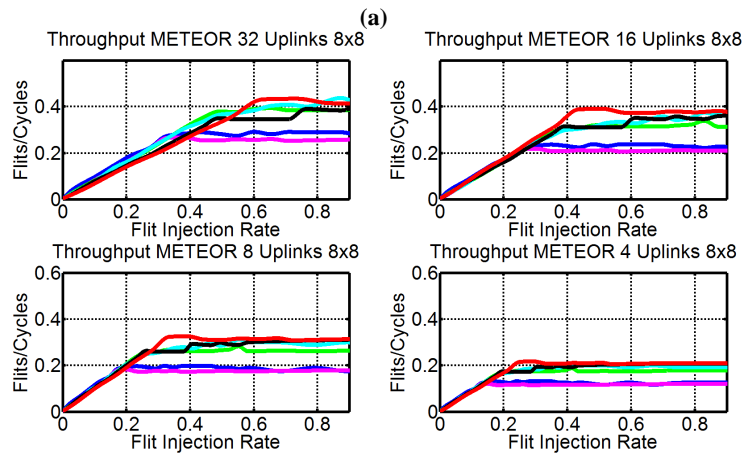 (a)
Throughput METEOR 32 Uplinks 8x8
Throughput METEOR 16 Uplinks 8x8
Flits/Cycles
0.4
0.2
0
0 0.2 0.4 0.6 0.8
Flit Injection Rate
Flits/Cycles
0.4
0.2
0
0 0.2 0.4 0.6 0.8
Flit Injection Rate
Throughput METEOR 8 Uplinks 8x8
Throughput METEOR 4 Uplinks 8x8
Flits/Cycles
0.6
0.4
0.2
0
0 0.2 0.4 0.6 0.8
Flit Injection Rate
Flits/Cycles
0.6
0.4
0.2
0
0 0.2 0.4 0.6 0.8
Flit Injection Rate